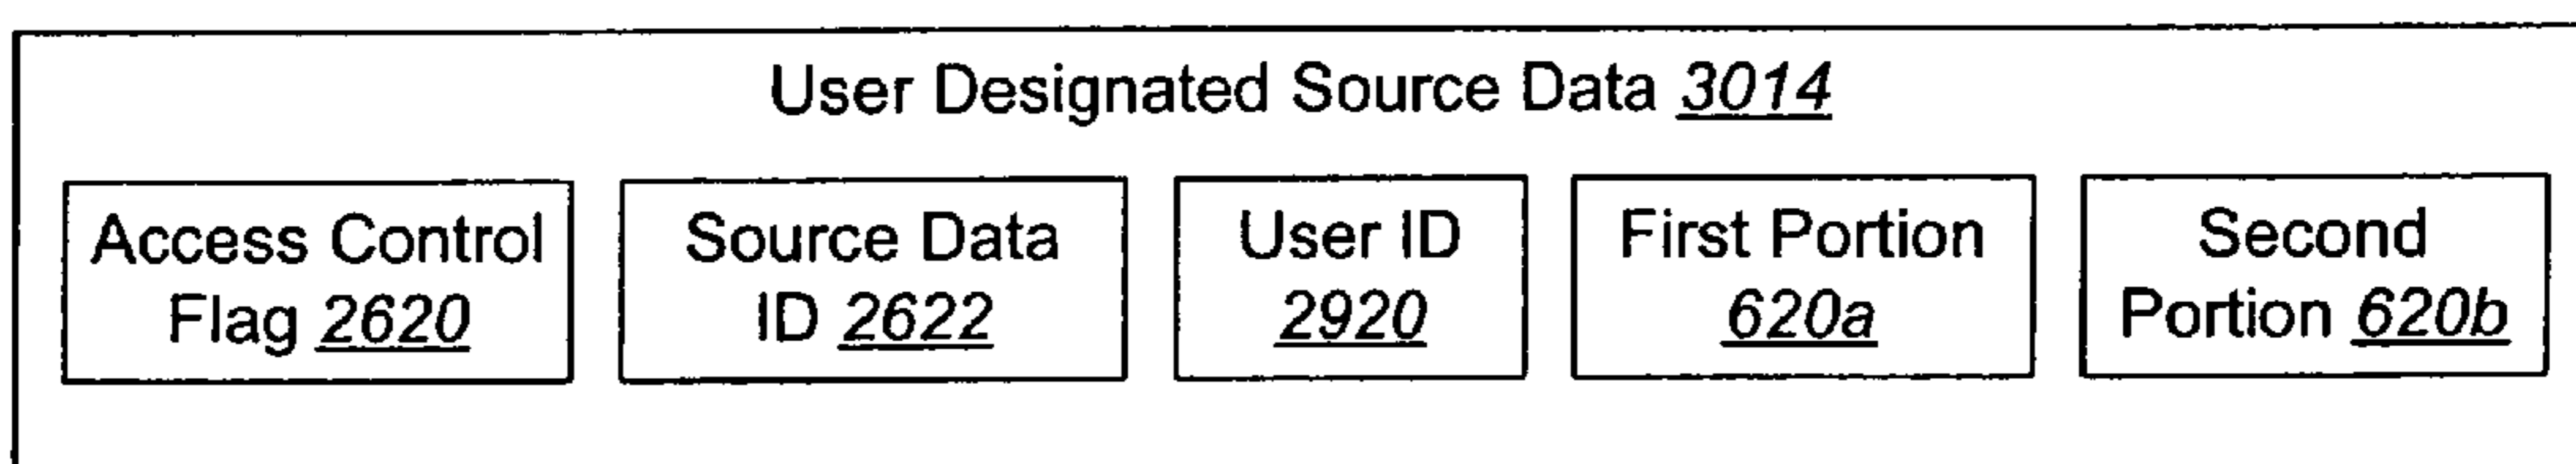 User Designated Source Data 3014
Access Control
Flag 2620
Source Data
ID 2622
User ID
2920
First Portion
620a
Second
Portion 620b